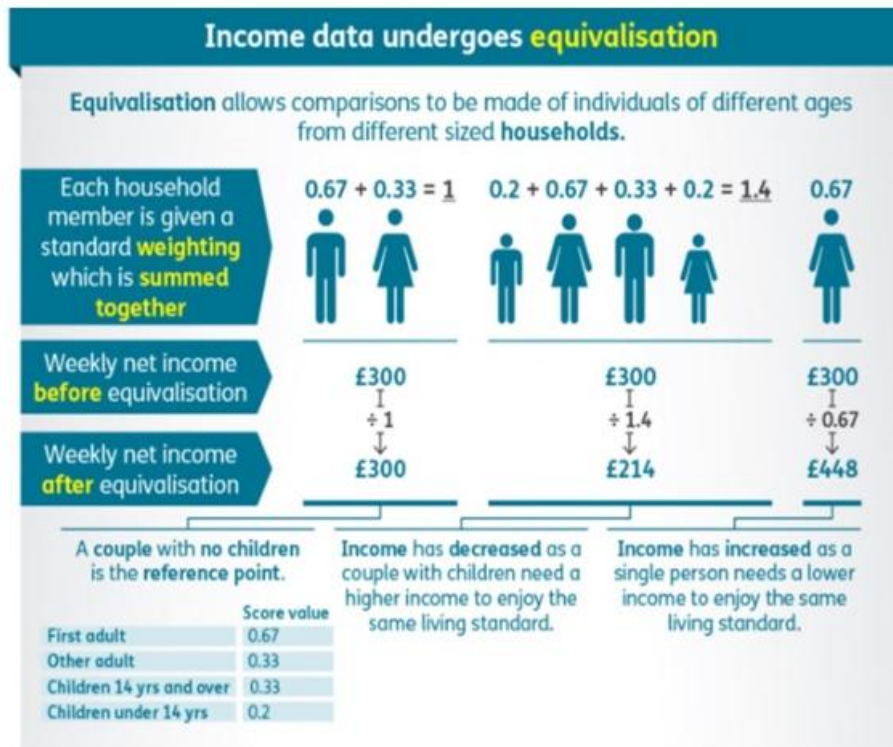 Income data undergoes equivalisation
Equivalisation allows comparisons to be made of individuals of different ages
from different sized households.
Each household
member is given a
standard weighting
which is summed
together
0.67 + 0.33 = 1
0.2 + 0.67 + 0.33 + 0.2 = 1.4
0.67
Weekly net income
before equivalisation
£300
£300
£300
÷ 1
÷ 1.4
÷ 0.67
Weekly net income
after equivalisation
£300
£214
£448
A couple with no children
is the reference point.
Income has decreased as a
couple with children need a
higher income to enjoy the
same living standard.
Income has increased as a
single person needs a lower
income to enjoy the same
living standard.
Score value
First adult 0.67
Other adult 0.33
Children 14 yrs and over 0.33
Children under 14 yrs 0.2